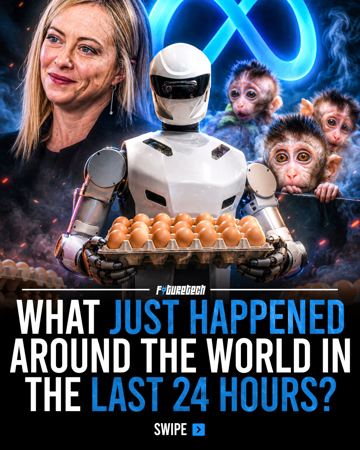 Futuretech
WHAT JUST HAPPENED
AROUND THE WORLD IN
THE LAST 24 HOURS?
SWIPE